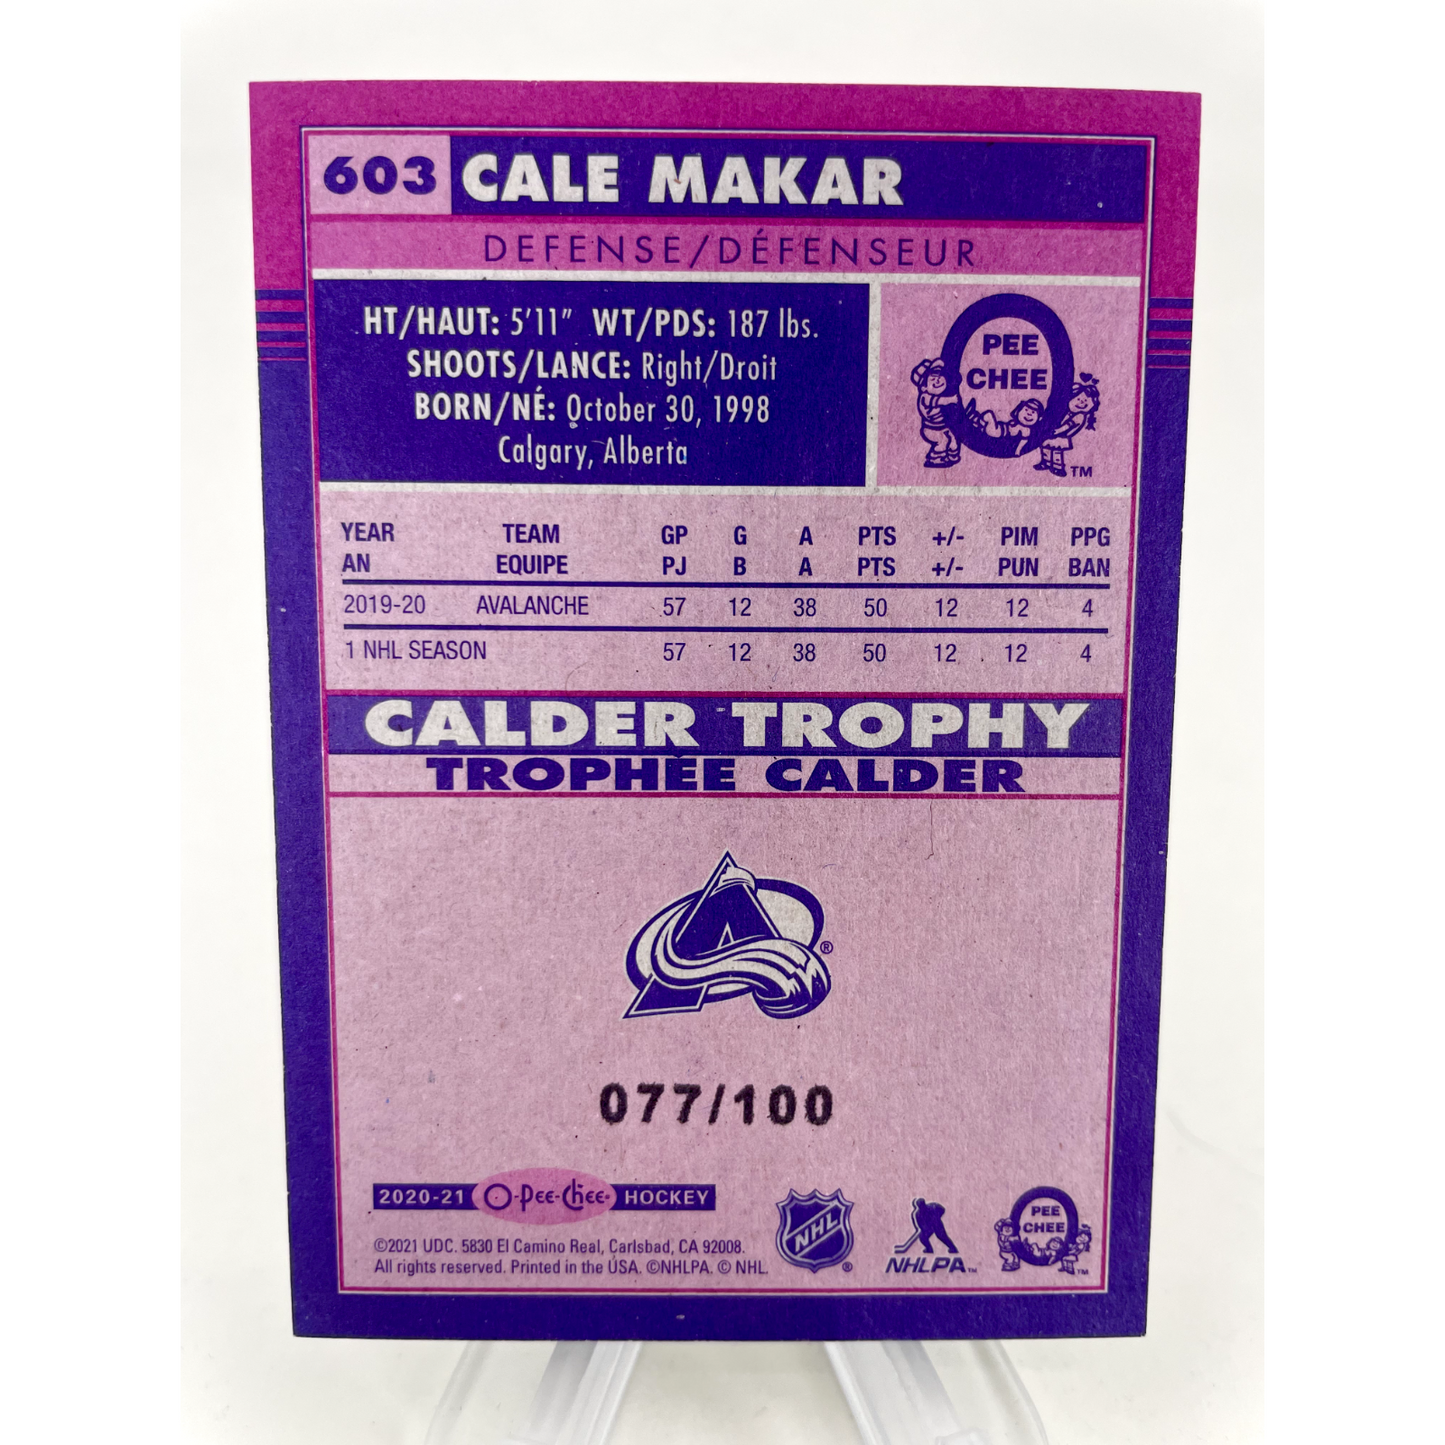 603 CALE MAKAR
DEFENSE/DÉFENSEUR
HT/HAUT: 5'11" WT/PDS: 187 lbs.
SHOOTS/LANCE: Right/Droit
BORN/NÉ: October 30, 1998
Calgary, Alberta
PEE
CHEE
TM
YEAR TEAM GP G A PTS +/- PIM PPG
AN EQUIPE PJ B A PTS +/- PUN BAN
2019-20 AVALANCHE 57 12 38 50 12 12 4
1 NHL SEASON 57 12 38 50 12 12 4
CALDER TROPHY
TROPHÉE CALDER
A ®
077/100
2020-21 O-Pee-Chee HOCKEY
©2021 UDC. 5830 El Camino Real, Carlsbad, CA 92008.
All rights reserved. Printed in the USA. ©NHLPA. © NHL.
NHL ®
NHLPA™
PEE
CHEE
TM